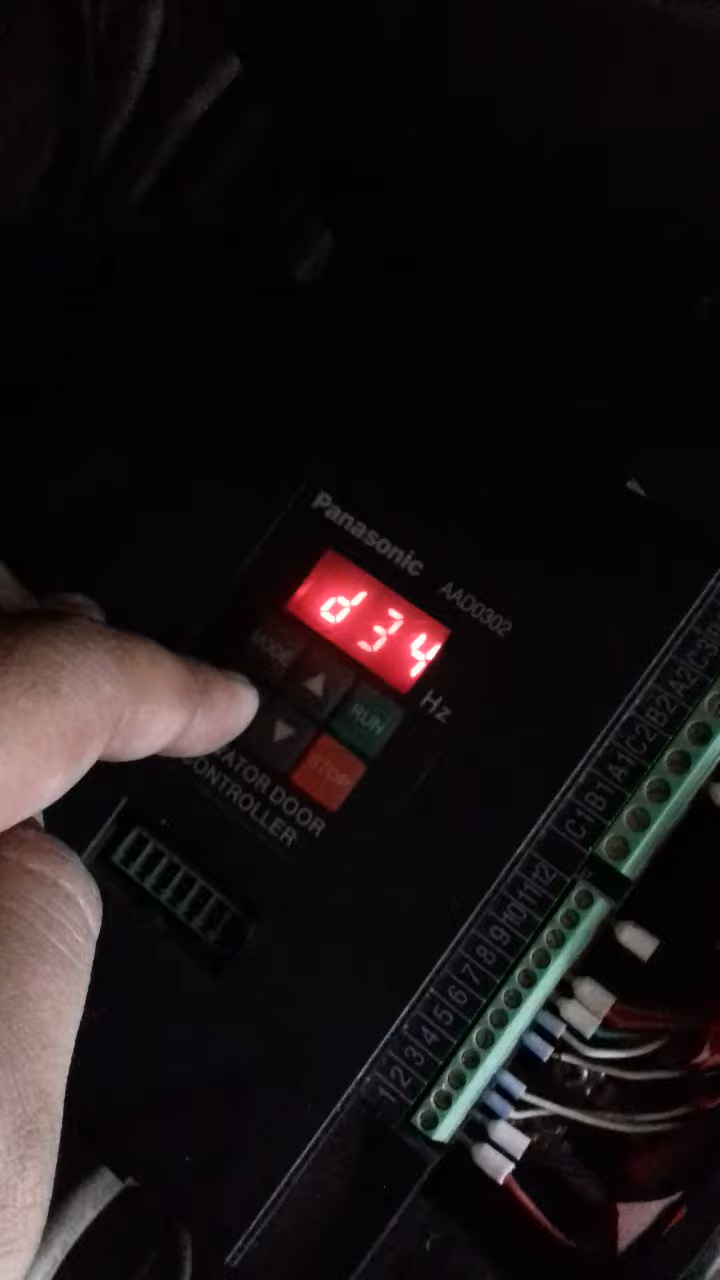 Panasonic
AAD0302
d34
MODE
▲
Hz
▼
RUN
STOP
ATOR DOOR
CONTROLLER
1 2 3 4 5 6 7 8 9 10 11 12
C1 B1 A1 C2 B2 A2 C3